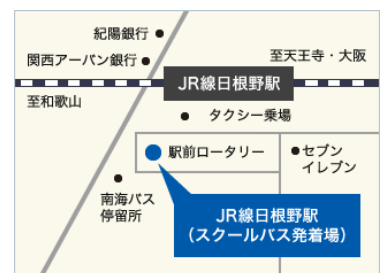 紀陽銀行
関西アーバン銀行
至天王寺・大阪
JR線日根野駅
至和歌山
タクシー乗場
駅前ロータリー
セブン
イレブン
南海バス
停留所
JR線日根野駅
（スクールバス発着場）